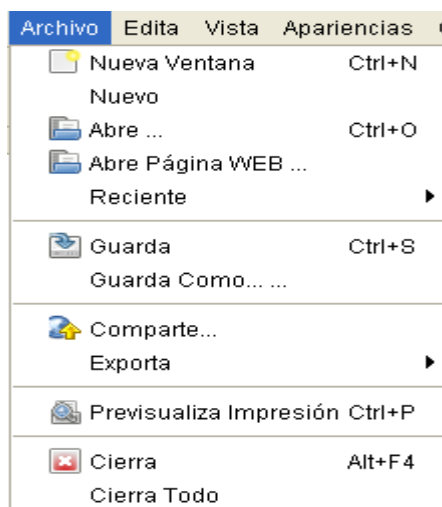 Archivo Edita Vista Apariencias
Nueva Ventana Ctrl+N
Nuevo
Abre ... Ctrl+O
Abre Página WEB ...
Reciente
Guarda Ctrl+S
Guarda Como... ...
Comparte...
Exporta
Previsualiza Impresión Ctrl+P
Cierra Alt+F4
Cierra Todo